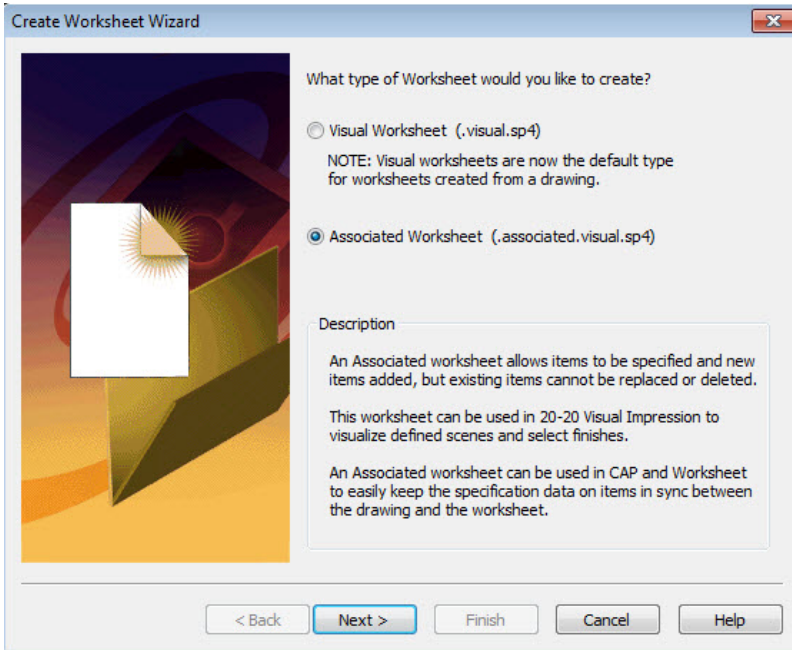 Create Worksheet Wizard
What type of Worksheet would you like to create?
Visual Worksheet (.visual.sp4)
NOTE: Visual worksheets are now the default type
for worksheets created from a drawing.
Associated Worksheet (.associated.visual.sp4)
Description
An Associated worksheet allows items to be specified and new
items added, but existing items cannot be replaced or deleted.
This worksheet can be used in 20-20 Visual Impression to
visualize defined scenes and select finishes.
An Associated worksheet can be used in CAP and Worksheet
to easily keep the specification data on items in sync between
the drawing and the worksheet.
< Back Next > Finish Cancel Help